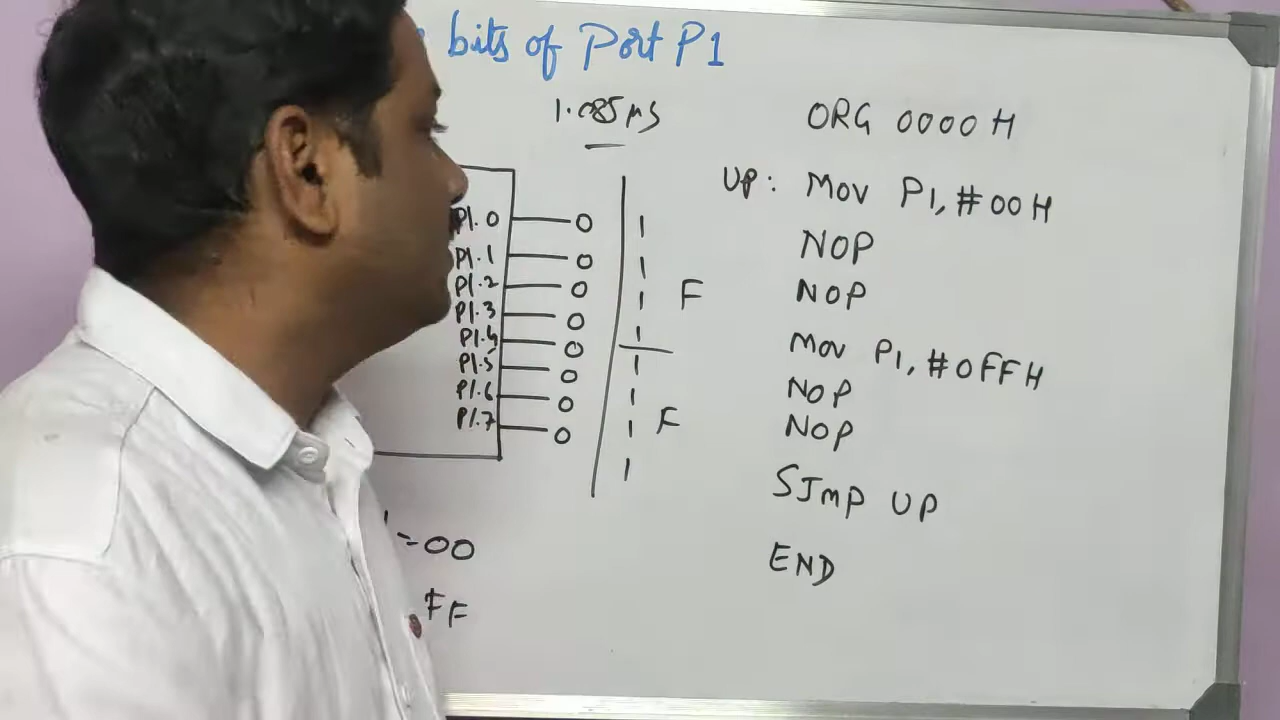 bits of Port P1
1.085 µs
P1.0 0 1
P1.1 0 1
P1.2 0 1 F
P1.3 0 1
P1.4 0
P1.5 0 1
P1.6 0 1
P1.7 0 1 F
1
= 00
FF
ORG 0000H
UP: Mov P1, #00H
NOP
NOP
Mov P1, #0FFH
NOP
NOP
SJmP UP
END